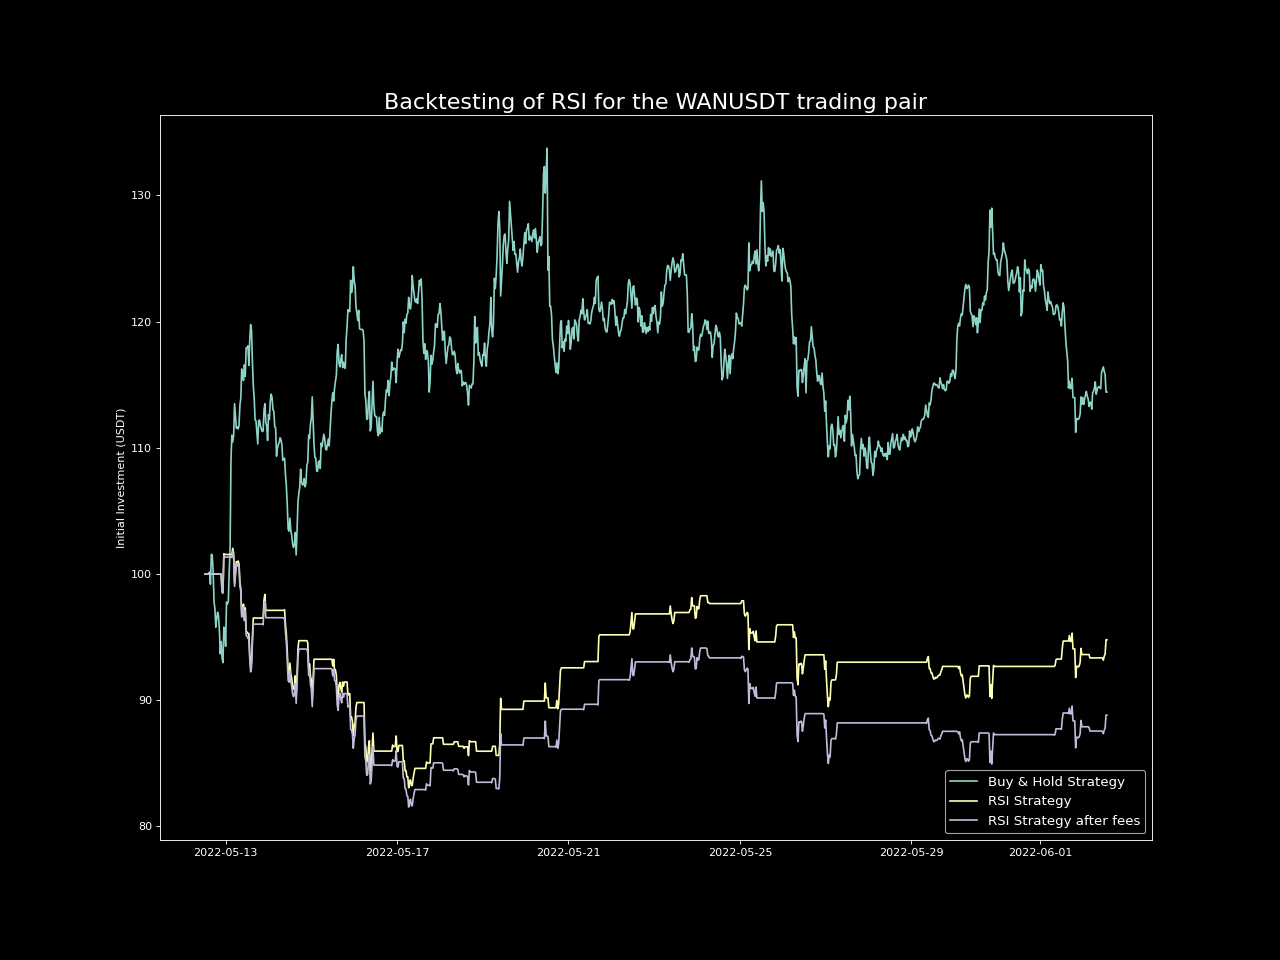 Backtesting of RSI for the WANUSDT trading pair
Initial Investment (USDT)
130
120
110
100
90
80
2022-05-13
2022-05-17
2022-05-21
2022-05-25
2022-05-29
2022-06-01
Buy & Hold Strategy
RSI Strategy
RSI Strategy after fees